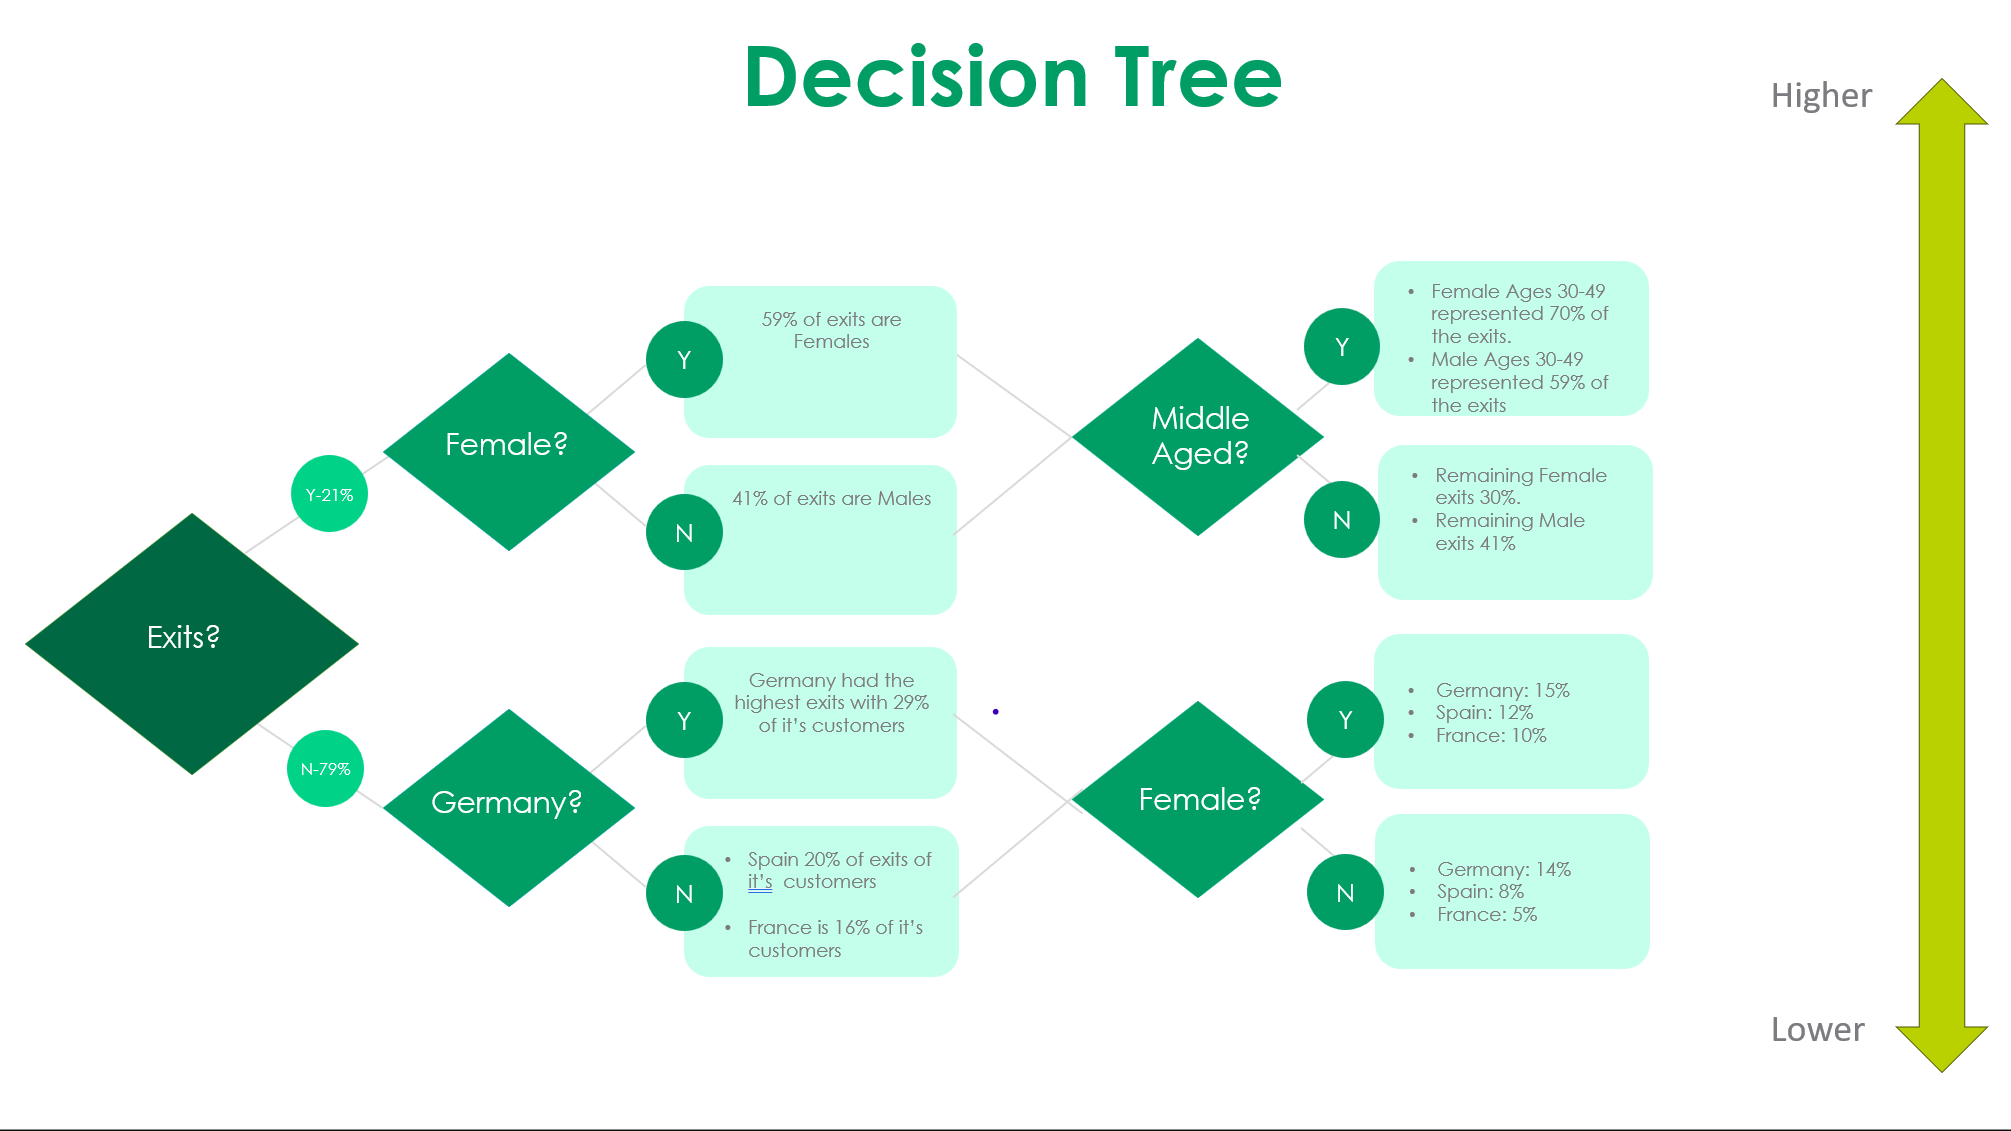 Decision Tree
Higher
Exits?
Y-21%
N-79%
Female?
Y
59% of exits are
Females
N
41% of exits are Males
Middle
Aged?
Y
• Female Ages 30-49
represented 70% of
the exits.
• Male Ages 30-49
represented 59% of
the exits
N
• Remaining Female
exits 30%.
• Remaining Male
exits 41%
Germany?
Y
Germany had the
highest exits with 29%
of it’s customers
N
• Spain 20% of exits of
it’s customers
• France is 16% of it’s
customers
Female?
Y
• Germany: 15%
• Spain: 12%
• France: 10%
N
• Germany: 14%
• Spain: 8%
• France: 5%
Lower